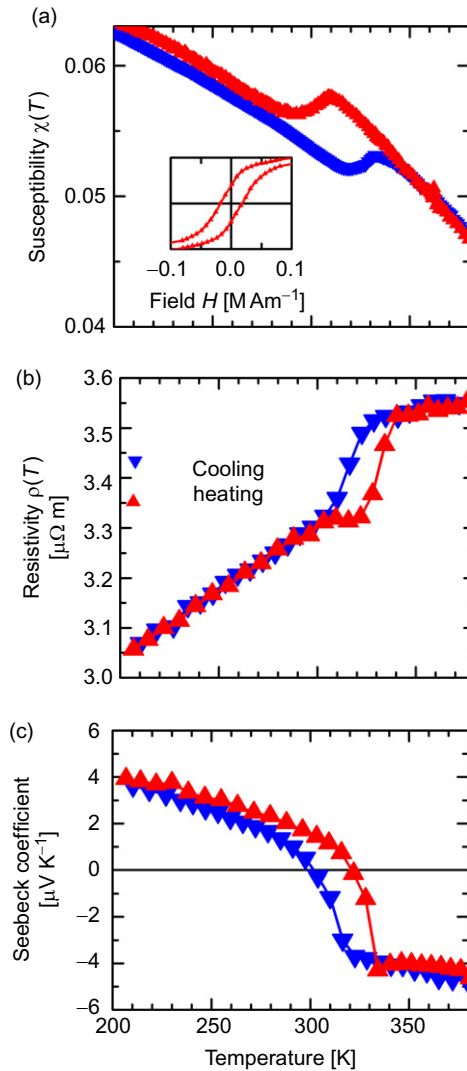 (a)
0.06
0.05
0.04
Susceptibility χ(T)
−0.1 0.0 0.1
Field H [M Am⁻¹]
(b)
3.6
3.5
3.4
3.3
3.2
3.1
3.0
Resistivity ρ(T)
[μΩ m]
Cooling
heating
(c)
6
4
2
0
−2
−4
−6
Seebeck coefficient
[μV K⁻¹]
200 250 300 350
Temperature [K]